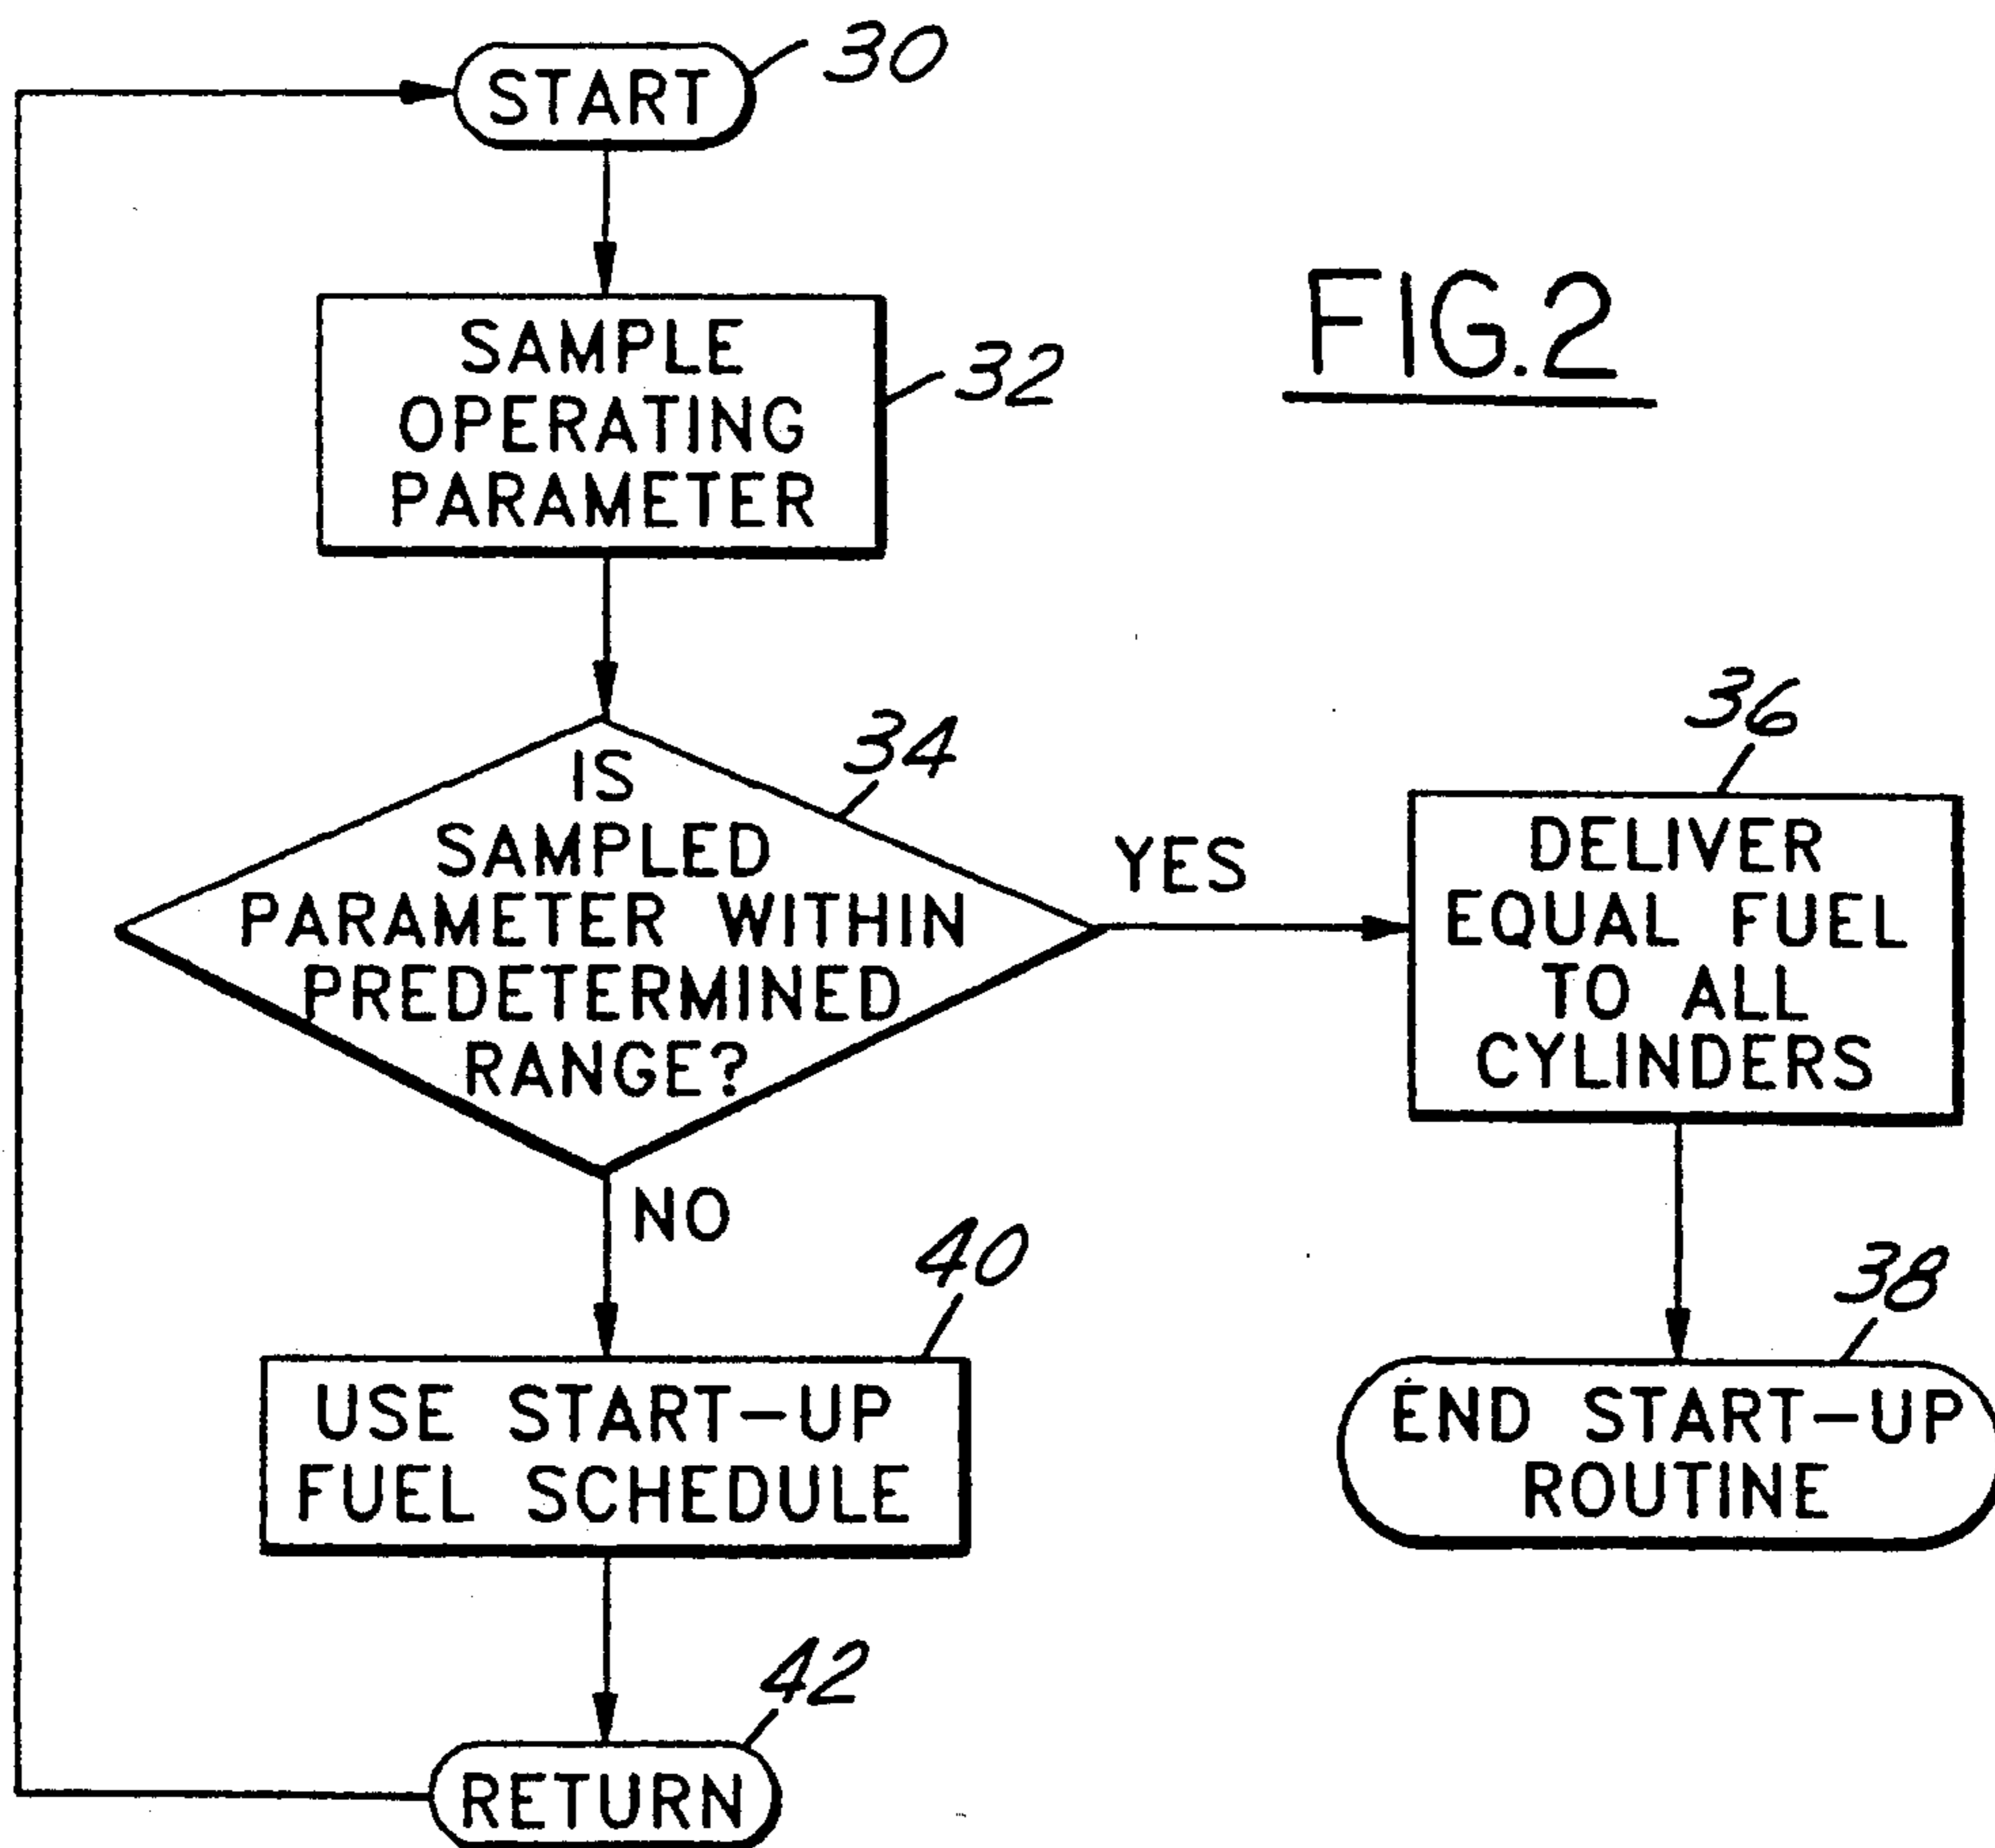 START
30
FIG.2
SAMPLE
OPERATING
PARAMETER
32
IS
SAMPLED
PARAMETER WITHIN
PREDETERMINED
RANGE?
34
YES
36
DELIVER
EQUAL FUEL
TO ALL
CYLINDERS
NO
40
USE START-UP
FUEL SCHEDULE
38
END START-UP
ROUTINE
42
RETURN